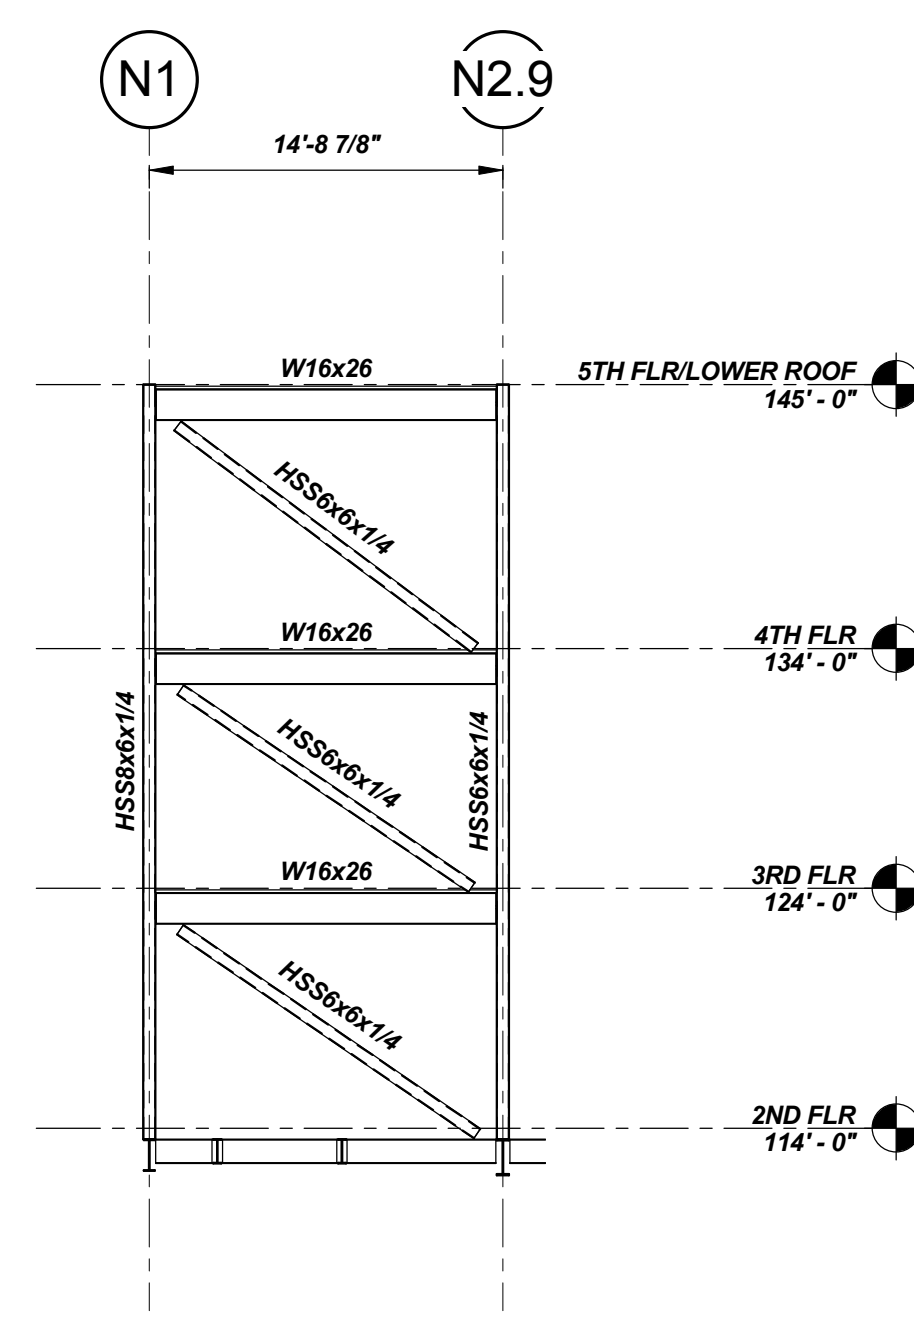 N1
N2.9
14'-8 7/8"
W16x26
5TH FLR/LOWER ROOF
145' - 0"
HSS6x6x1/4
W16x26
4TH FLR
134' - 0"
HSS8x6x1/4
HSS6x6x1/4
HSS6x6x1/4
W16x26
3RD FLR
124' - 0"
HSS6x6x1/4
2ND FLR
114' - 0"